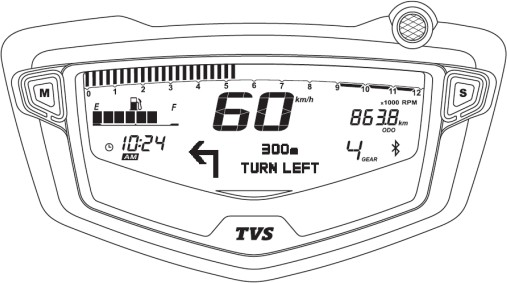 0 1 2 3 4 5 6 7 8 9 10 11 12
x1000 RPM
M
S
E F
60 km/h
863.8 km
ODO
10:24
AM
300m
TURN LEFT
4 GEAR
TVS